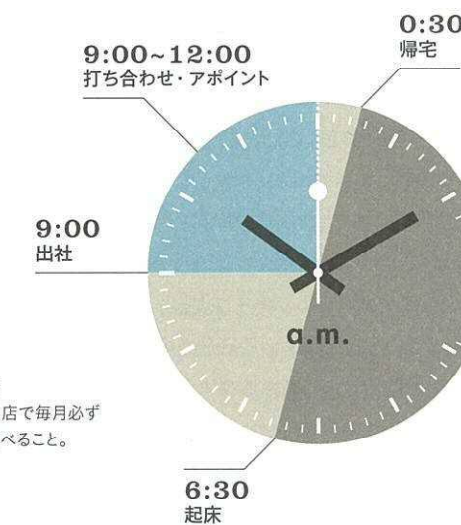 0:30
帰宅
9:00~12:00
打ち合わせ・アポイント
9:00
出社
a.m.
店で毎月必ず
べること。
6:30
起床